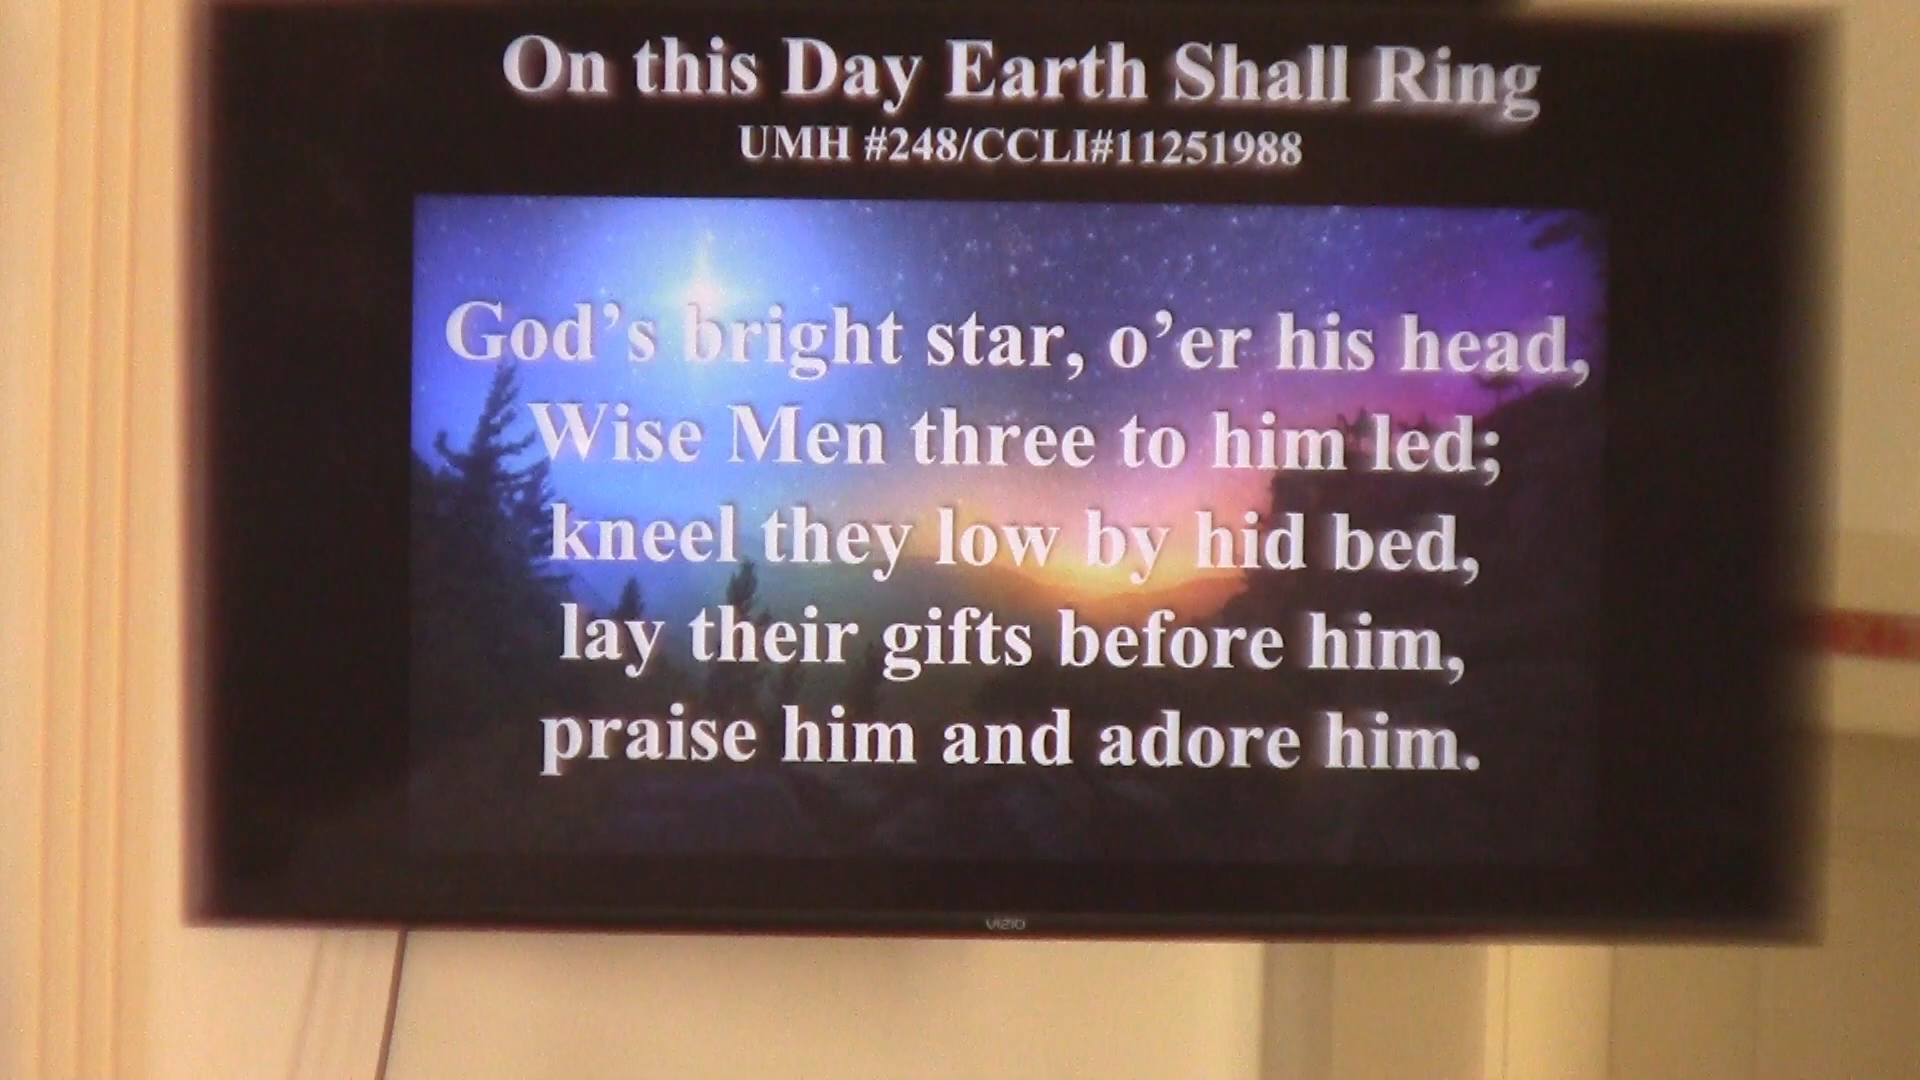 On this Day Earth Shall Ring
UMH #248/CCLI#11251988
God’s bright star, o’er his head,
Wise Men three to him led;
kneel they low by hid bed,
lay their gifts before him,
praise him and adore him.
VIZIO